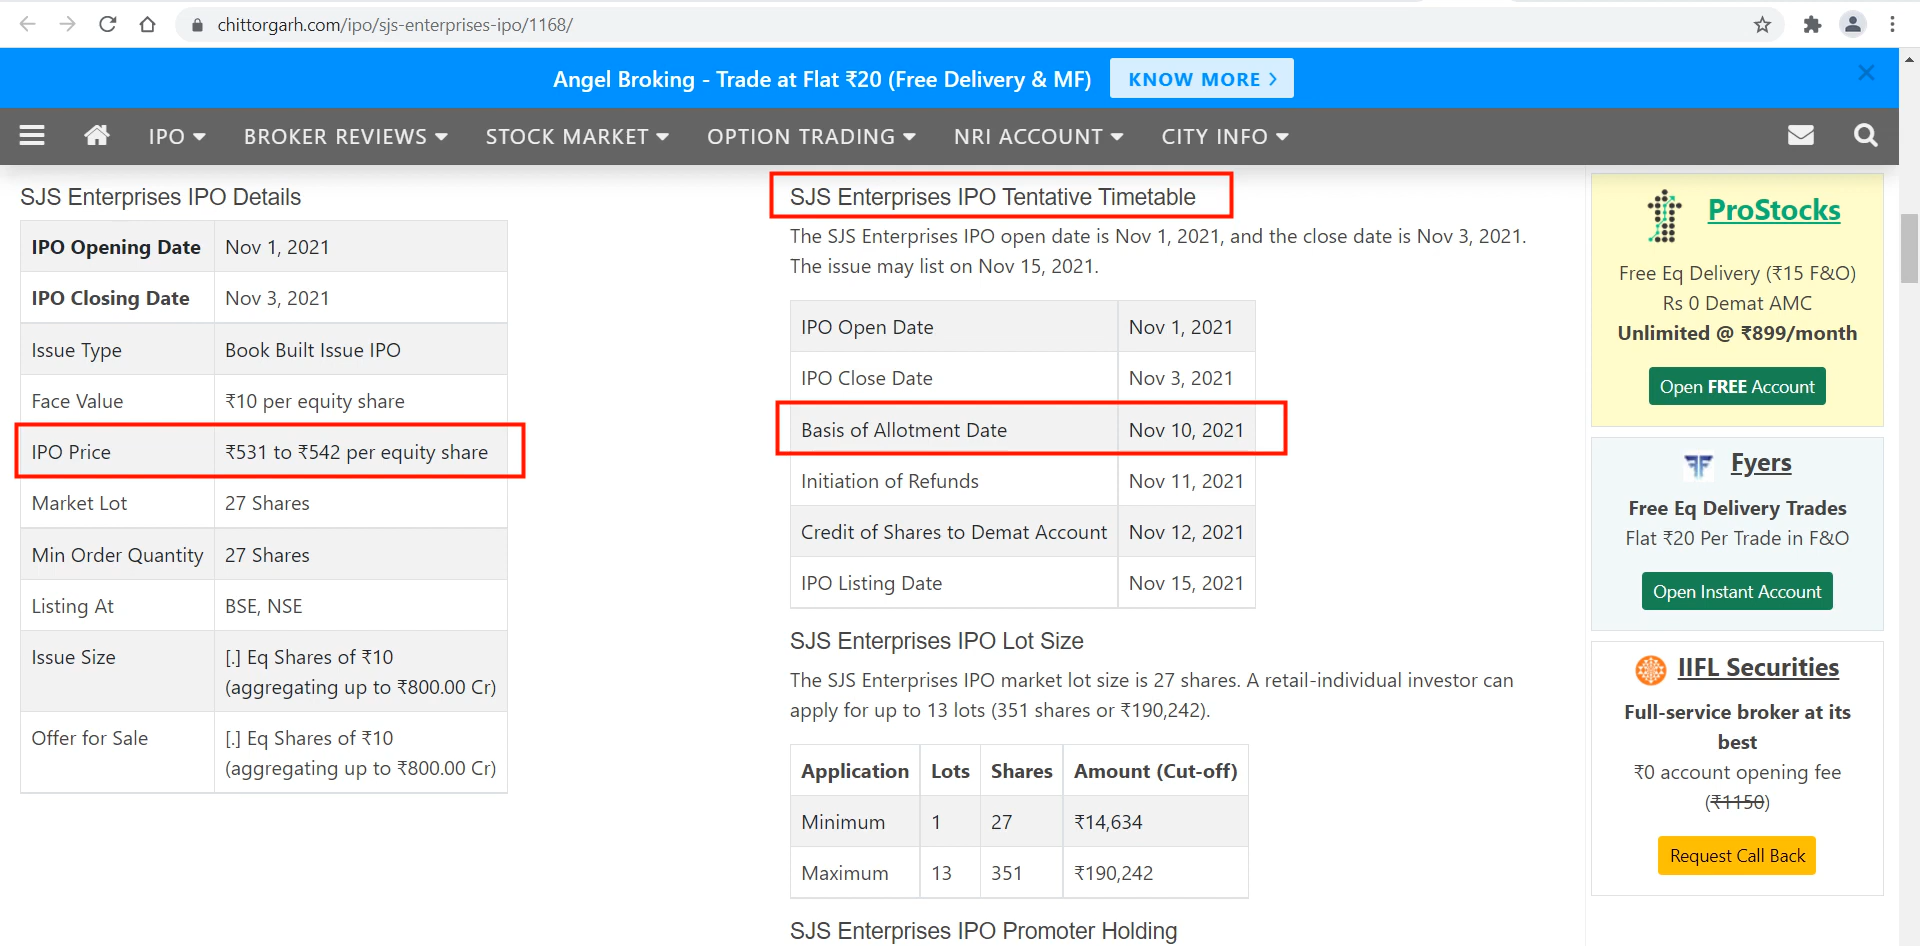 chittorgarh.com/ipo/sjs-enterprises-ipo/1168/
Angel Broking - Trade at Flat ₹20 (Free Delivery & MF)
KNOW MORE
IPO BROKER REVIEWS STOCK MARKET OPTION TRADING NRI ACCOUNT CITY INFO
SJS Enterprises IPO Details
IPO Opening Date Nov 1, 2021
IPO Closing Date Nov 3, 2021
Issue Type Book Built Issue IPO
Face Value ₹10 per equity share
IPO Price ₹531 to ₹542 per equity share
Market Lot 27 Shares
Min Order Quantity 27 Shares
Listing At BSE, NSE
Issue Size [.] Eq Shares of ₹10
(aggregating up to ₹800.00 Cr)
Offer for Sale [.] Eq Shares of ₹10
(aggregating up to ₹800.00 Cr)
SJS Enterprises IPO Tentative Timetable
The SJS Enterprises IPO open date is Nov 1, 2021, and the close date is Nov 3, 2021.
The issue may list on Nov 15, 2021.
IPO Open Date Nov 1, 2021
IPO Close Date Nov 3, 2021
Basis of Allotment Date Nov 10, 2021
Initiation of Refunds Nov 11, 2021
Credit of Shares to Demat Account Nov 12, 2021
IPO Listing Date Nov 15, 2021
SJS Enterprises IPO Lot Size
The SJS Enterprises IPO market lot size is 27 shares. A retail-individual investor can
apply for up to 13 lots (351 shares or ₹190,242).
Application Lots Shares Amount (Cut-off)
Minimum 1 27 ₹14,634
Maximum 13 351 ₹190,242
SJS Enterprises IPO Promoter Holding
ProStocks
Free Eq Delivery (₹15 F&O)
Rs 0 Demat AMC
Unlimited @ ₹899/month
Open FREE Account
Fyers
Free Eq Delivery Trades
Flat ₹20 Per Trade in F&O
Open Instant Account
IIFL Securities
Full-service broker at its
best
₹0 account opening fee
(₹1150)
Request Call Back